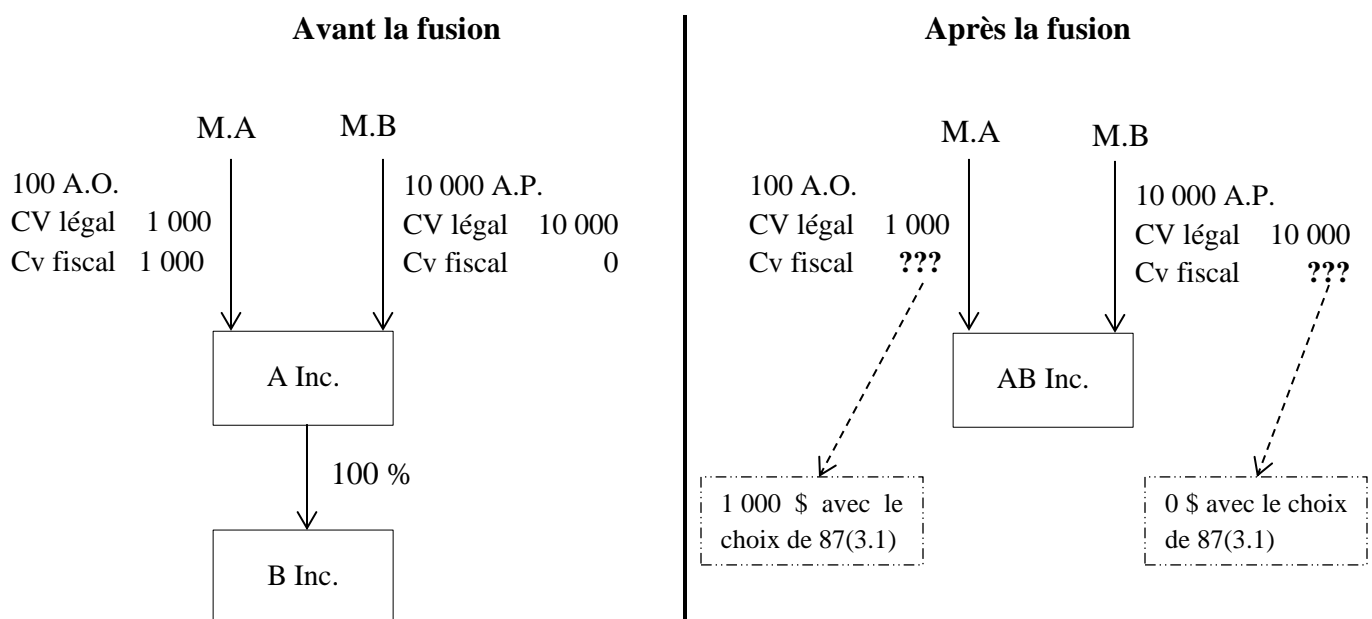 Avant la fusion
M.A
M.B
100 A.O.
CV légal 1 000
Cv fiscal 1 000
10 000 A.P.
CV légal 10 000
Cv fiscal 0
A Inc.
100 %
B Inc.
Après la fusion
M.A
M.B
100 A.O.
CV légal 1 000
Cv fiscal ???
10 000 A.P.
CV légal 10 000
Cv fiscal ???
AB Inc.
1 000 $ avec le
choix de 87(3.1)
0 $ avec le choix
de 87(3.1)